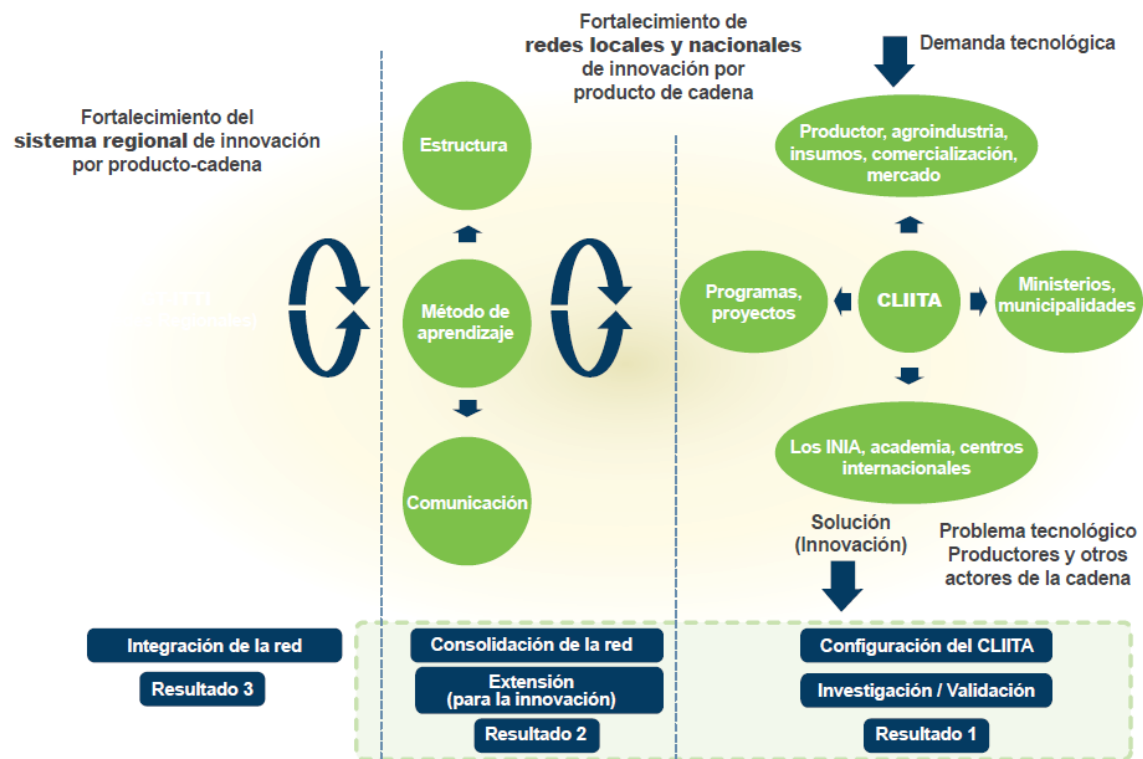 Fortalecimiento del
sistema regional de innovación
por producto-cadena
Fortalecimiento de
redes locales y nacionales
de innovación por
producto de cadena
Demanda tecnológica
Estructura
Método de
aprendizaje
Comunicación
Productor, agroindustria,
insumos, comercialización,
mercado
Programas,
proyectos
CLIITA
Ministerios,
municipalidades
Los INIA, academia, centros
internacionales
Solución
(Innovación)
Problema tecnológico
Productores y otros
actores de la cadena
Integración de la red
Resultado 3
Consolidación de la red
Extensión
(para la innovación)
Resultado 2
Configuración del CLIITA
Investigación / Validación
Resultado 1